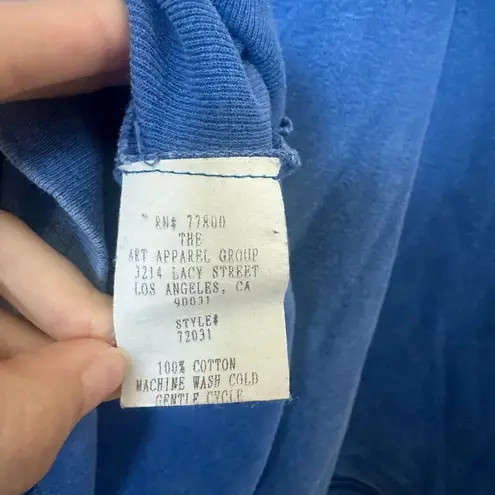 RN# 77800
THE
ART APPAREL GROUP
3214 LACY STREET
LOS ANGELES, CA
90031
STYLE#
72031
100% COTTON
MACHINE WASH COLD
GENTLE CYCLE